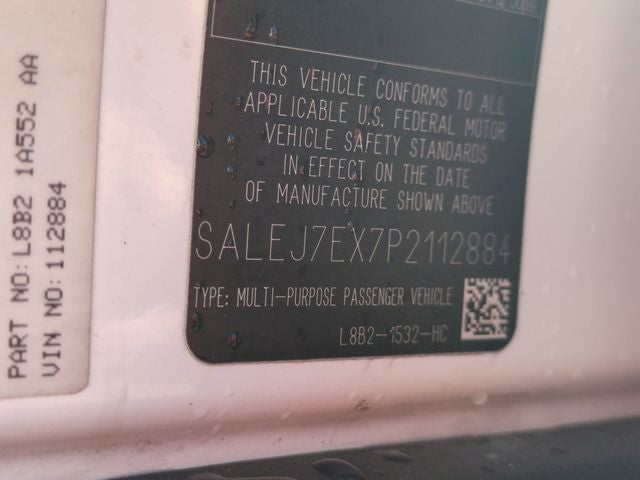 THIS VEHICLE CONFORMS TO ALL
APPLICABLE U.S. FEDERAL MOTOR
VEHICLE SAFETY STANDARDS
IN EFFECT ON THE DATE
OF MANUFACTURE SHOWN ABOVE
SALEJ7EX7P2112884
TYPE: MULTI-PURPOSE PASSENGER VEHICLE
L8B2-1532-HC
PART NO:L8B2 1A552 AA
VIN NO:112884